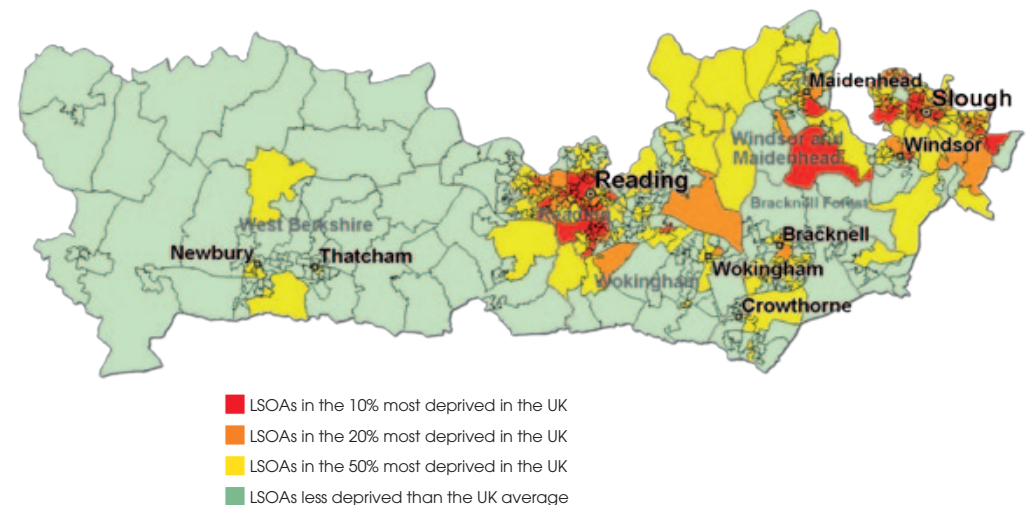 Maidenhead
Slough
Windsor and
Maidenhead
Windsor
Reading
Reading
Bracknell Forest
West Berkshire
Bracknell
Newbury
Thatcham
Wokingham
Wokingham
Crowthorne
LSOAs in the 10% most deprived in the UK
LSOAs in the 20% most deprived in the UK
LSOAs in the 50% most deprived in the UK
LSOAs less deprived than the UK average